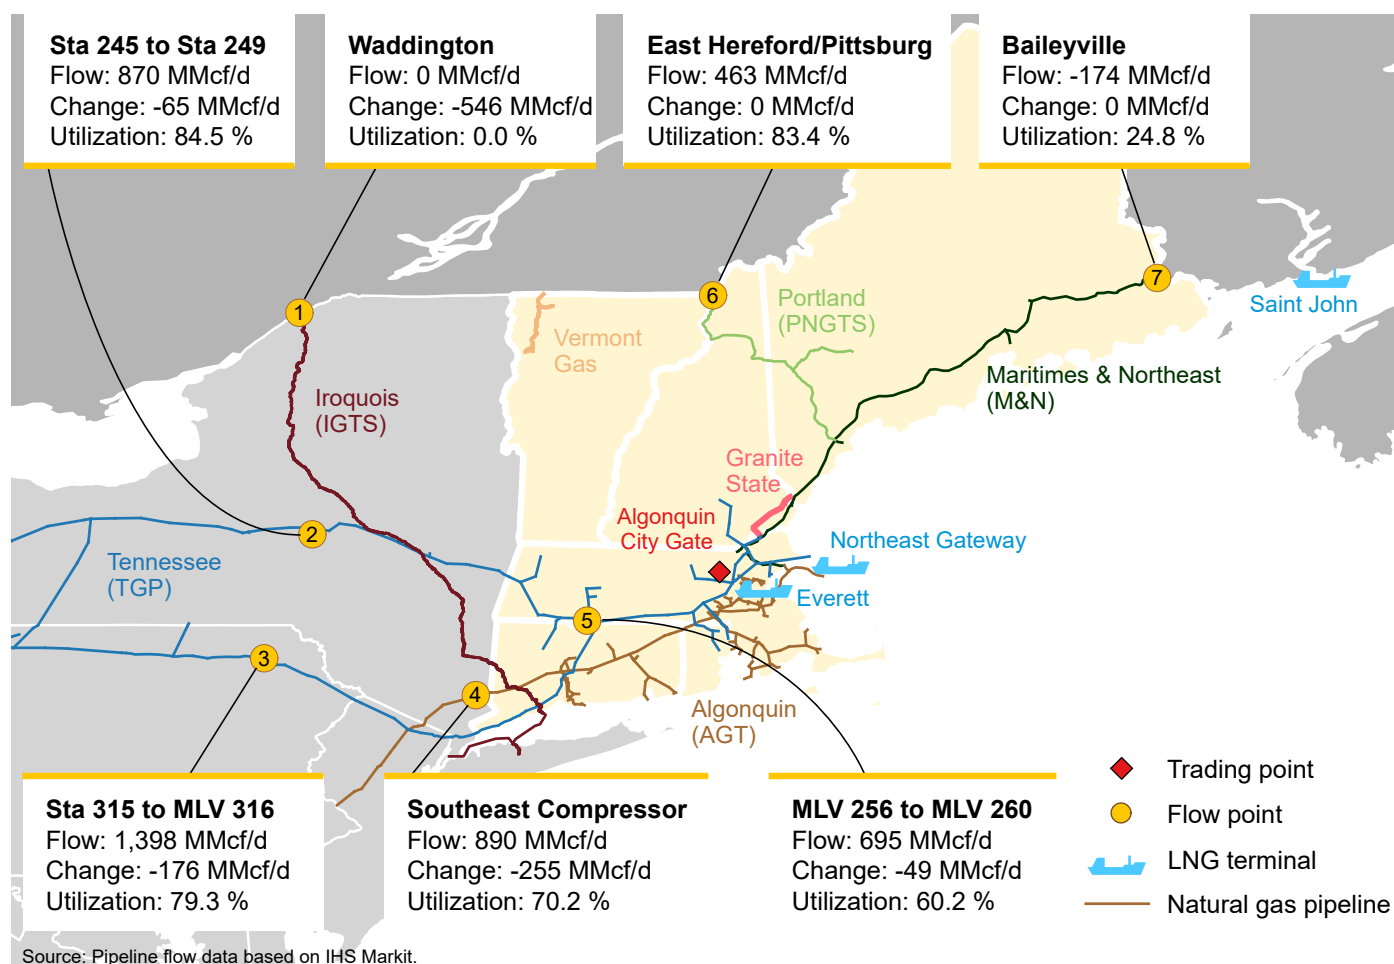 Sta 245 to Sta 249
Flow: 870 MMcf/d
Change: -65 MMcf/d
Utilization: 84.5 %
Waddington
Flow: 0 MMcf/d
Change: -546 MMcf/d
Utilization: 0.0 %
East Hereford/Pittsburg
Flow: 463 MMcf/d
Change: 0 MMcf/d
Utilization: 83.4 %
Baileyville
Flow: -174 MMcf/d
Change: 0 MMcf/d
Utilization: 24.8 %
7
6
1
Saint John
Portland
(PNGTS)
Vermont
Gas
Maritimes & Northeast
(M&N)
Iroquois
(IGTS)
Granite
State
Algonquin
City Gate
2
Northeast Gateway
Tennessee
(TGP)
Everett
5
3
4
Algonquin
(AGT)
Sta 315 to MLV 316
Flow: 1,398 MMcf/d
Change: -176 MMcf/d
Utilization: 79.3 %
Southeast Compressor
Flow: 890 MMcf/d
Change: -255 MMcf/d
Utilization: 70.2 %
MLV 256 to MLV 260
Flow: 695 MMcf/d
Change: -49 MMcf/d
Utilization: 60.2 %
Trading point
Flow point
LNG terminal
Natural gas pipeline
Source: Pipeline flow data based on IHS Markit.